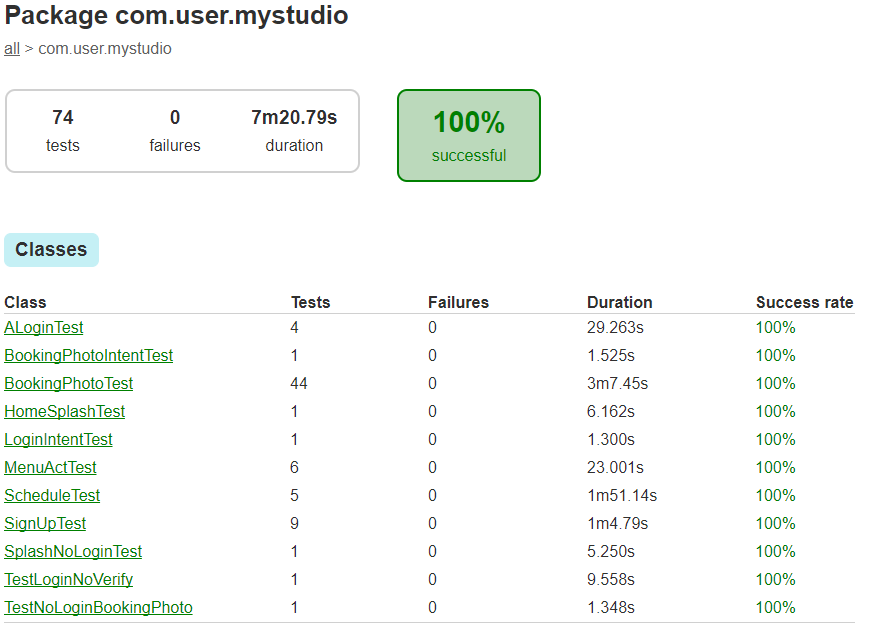 Package com.user.mystudio
all > com.user.mystudio
74 0 7m20.79s
tests failures duration
100%
successful
Classes
Class Tests Failures Duration Success rate
ALoginTest 4 0 29.263s 100%
BookingPhotoIntentTest 1 0 1.525s 100%
BookingPhotoTest 44 0 3m7.45s 100%
HomeSplashTest 1 0 6.162s 100%
LoginIntentTest 1 0 1.300s 100%
MenuActTest 6 0 23.001s 100%
ScheduleTest 5 0 1m51.14s 100%
SignUpTest 9 0 1m4.79s 100%
SplashNoLoginTest 1 0 5.250s 100%
TestLoginNoVerify 1 0 9.558s 100%
TestNoLoginBookingPhoto 1 0 1.348s 100%